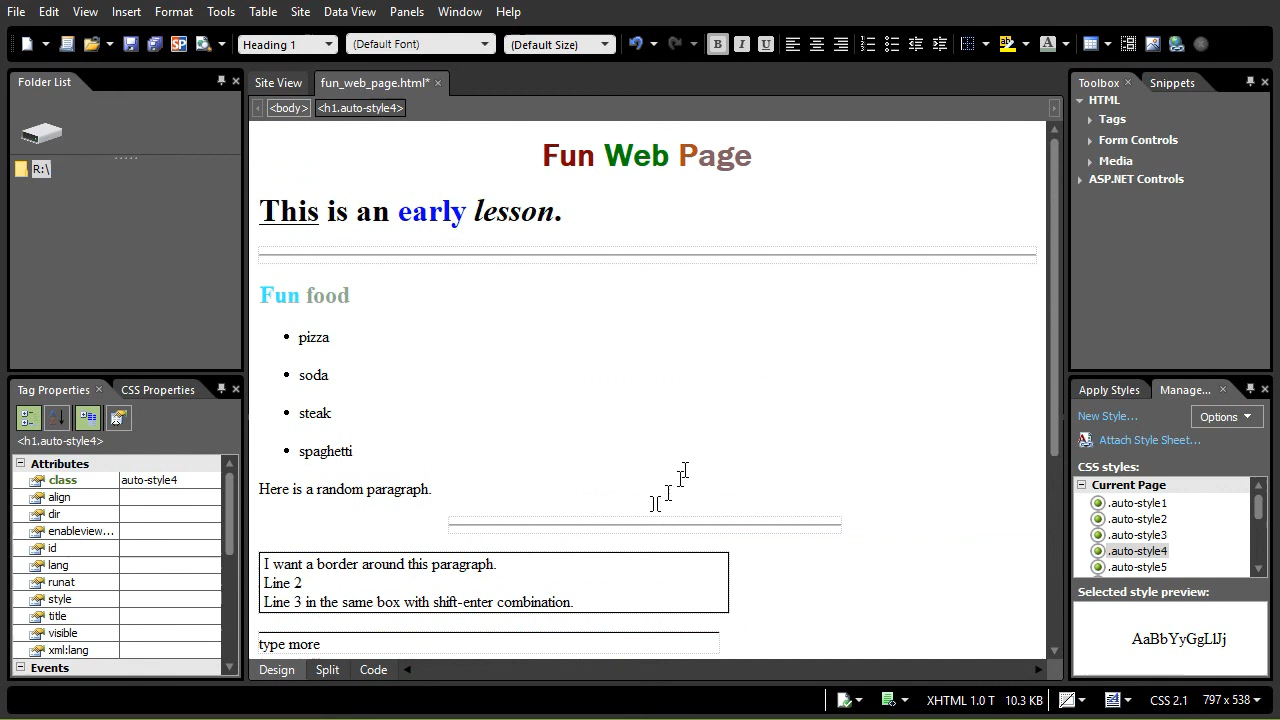 File Edit View Insert Format Tools Table Site Data View Panels Window Help
Heading 1 (Default Font) (Default Size) B I U
Folder List
R:\
Site View fun_web_page.html*
<body> <h1.auto-style4>
Fun Web Page
This is an early lesson.
Fun food
• pizza
• soda
• steak
• spaghetti
Here is a random paragraph.
I want a border around this paragraph.
Line 2
Line 3 in the same box with shift-enter combination.
type more
Design Split Code
Tag Properties CSS Properties
<h1.auto-style4>
Attributes
class auto-style4
align
dir
enableview...
id
lang
runat
style
title
visible
xml:lang
Events
Toolbox Snippets
HTML
Tags
Form Controls
Media
ASP.NET Controls
Apply Styles Manage...
New Style... Options
Attach Style Sheet...
CSS styles:
Current Page
.auto-style1
.auto-style2
.auto-style3
.auto-style4
.auto-style5
Selected style preview:
AaBbYyGgLlJj
XHTML 1.0 T 10.3 KB CSS 2.1 797 x 538